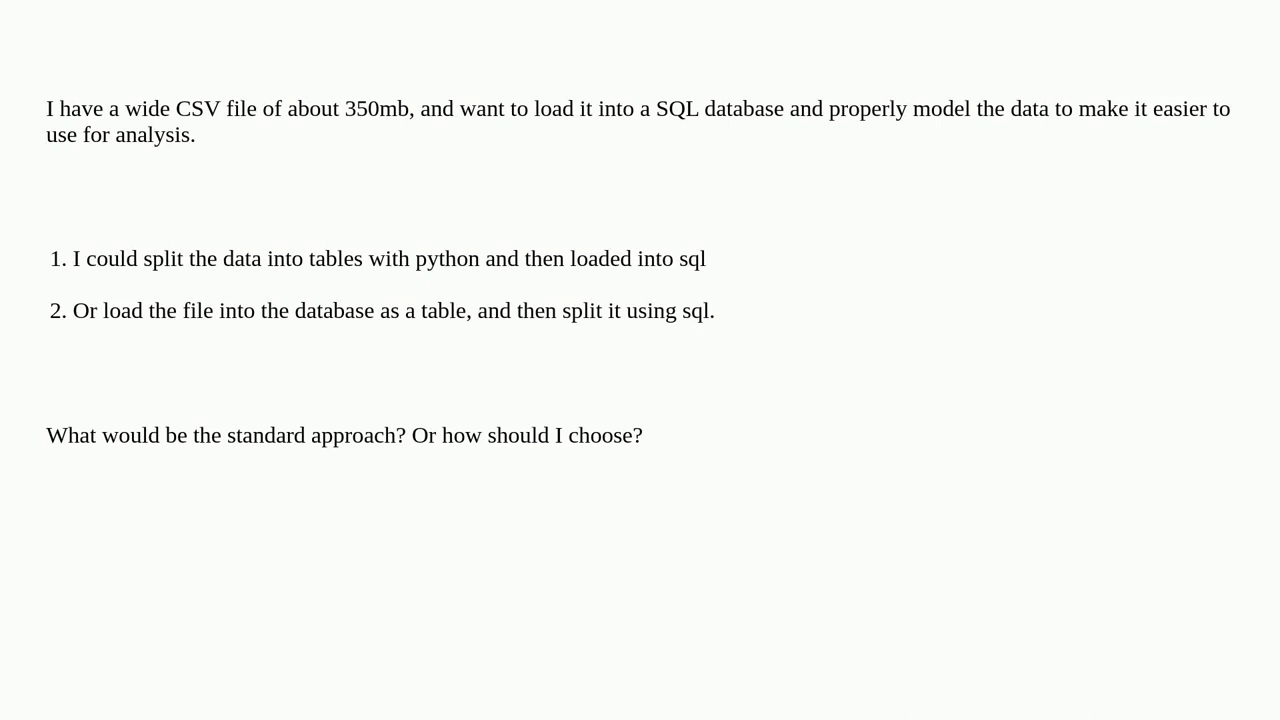 I have a wide CSV file of about 350mb, and want to load it into a SQL database and properly model the data to make it easier to
use for analysis.
1. I could split the data into tables with python and then loaded into sql
2. Or load the file into the database as a table, and then split it using sql.
What would be the standard approach? Or how should I choose?